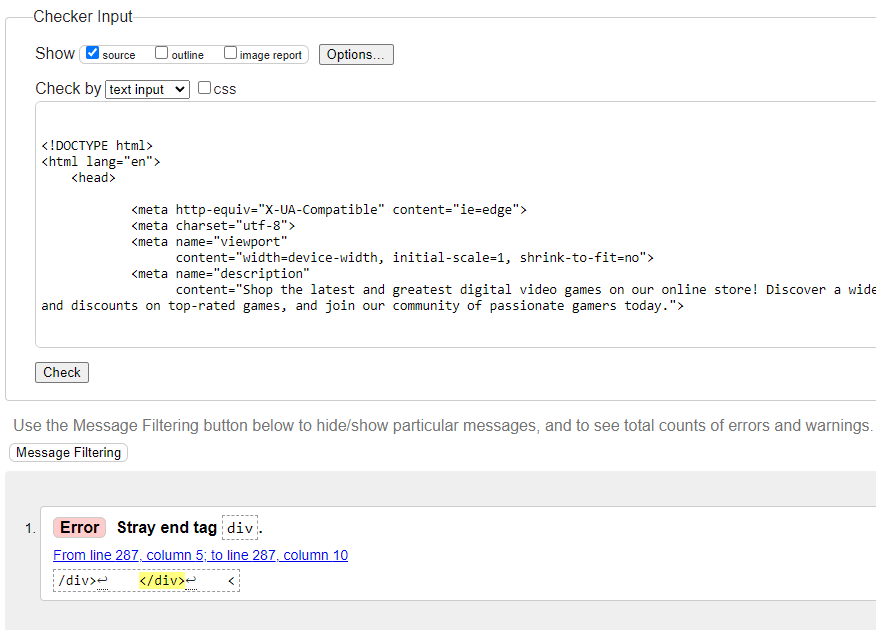 Checker Input
Show source outline image report Options...
Check by text input css
<!DOCTYPE html>
<html lang="en">
<head>
<meta http-equiv="X-UA-Compatible" content="ie=edge">
<meta charset="utf-8">
<meta name="viewport"
content="width=device-width, initial-scale=1, shrink-to-fit=no">
<meta name="description"
content="Shop the latest and greatest digital video games on our online store! Discover a wide
and discounts on top-rated games, and join our community of passionate gamers today.">
Check
Use the Message Filtering button below to hide/show particular messages, and to see total counts of errors and warnings.
Message Filtering
1. Error Stray end tag div.
From line 287, column 5; to line 287, column 10
/div>↩ </div>↩ <